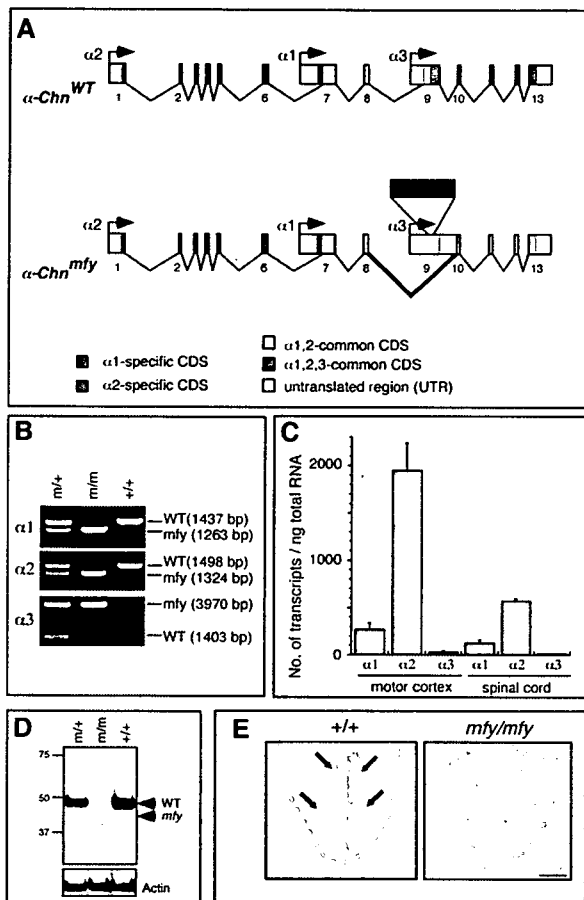 A
α2
α1
α3
α-Chn WT
1 2 6 7 8 9 10 13
α2
α1
α3
α-Chn mfy
1 2 6 7 8 9 10 13
α1-specific CDS
α2-specific CDS
α1,2-common CDS
α1,2,3-common CDS
untranslated region (UTR)
B
m/+ m/m +/+
α1
WT(1437 bp)
mfy (1263 bp)
α2
WT(1498 bp)
mfy (1324 bp)
α3
mfy (3970 bp)
WT (1403 bp)
C
No. of transcripts / ng total RNA
2000
1000
0
α1 α2 α3 α1 α2 α3
motor cortex spinal cord
D
m/+ m/m +/+
75
50
37
WT
mfy
Actin
E
+/+ mfy/mfy